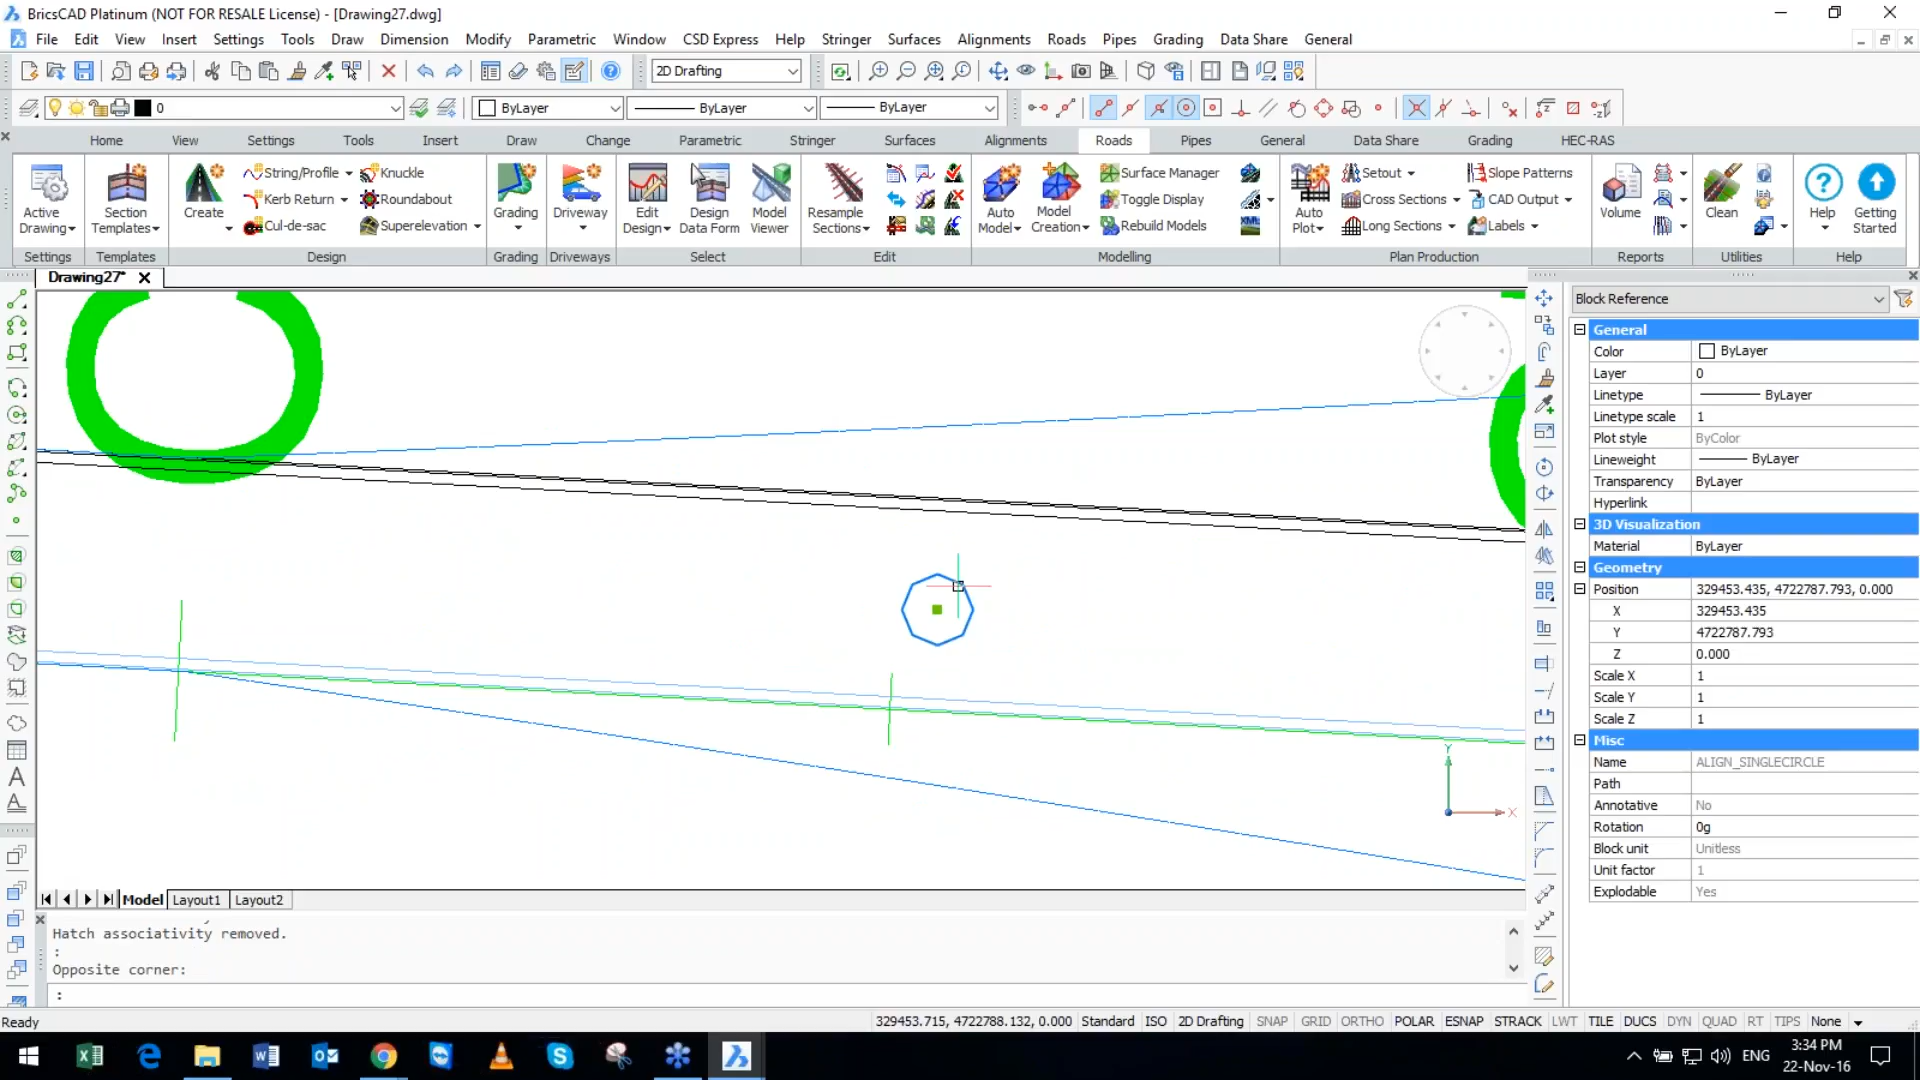 BricsCAD Platinum (NOT FOR RESALE License) - [Drawing27.dwg]
File Edit View Insert Settings Tools Draw Dimension Modify Parametric Window CSD Express Help Stringer Surfaces Alignments Roads Pipes Grading Data Share General
2D Drafting
0 ByLayer ByLayer ByLayer
Home View Settings Tools Insert Draw Change Parametric Stringer Surfaces Alignments Roads Pipes General Data Share Grading HEC-RAS
Active Drawing
Settings
Section Templates
Templates
Create
String/Profile
Kerb Return
Cul-de-sac
Knuckle
Roundabout
Superelevation
Design
Grading
Grading
Driveway
Driveways
Edit Design
Design Data Form
Model Viewer
Select
Resample Sections
Edit
Auto Model
Model Creation
Surface Manager
Toggle Display
Rebuild Models
XML
Modelling
Auto Plot
Setout
Cross Sections
Long Sections
Slope Patterns
CAD Output
Labels
Plan Production
Volume
Reports
Clean
Utilities
Help
Getting Started
Help
Drawing27*
Y
X
Block Reference
General
Color ByLayer
Layer 0
Linetype ByLayer
Linetype scale 1
Plot style ByColor
Lineweight ByLayer
Transparency ByLayer
Hyperlink
3D Visualization
Material ByLayer
Geometry
Position 329453.435, 4722787.793, 0.000
X 329453.435
Y 4722787.793
Z 0.000
Scale X 1
Scale Y 1
Scale Z 1
Misc
Name ALIGN_SINGLECIRCLE
Path
Annotative No
Rotation 0g
Block unit Unitless
Unit factor 1
Explodable Yes
Model Layout1 Layout2
Hatch associativity removed.
:
Opposite corner:
:
Ready 329453.715, 4722788.132, 0.000 Standard ISO 2D Drafting SNAP GRID ORTHO POLAR ESNAP STRACK LWT TILE DUCS DYN QUAD RT TIPS None
ENG
3:34 PM
22-Nov-16